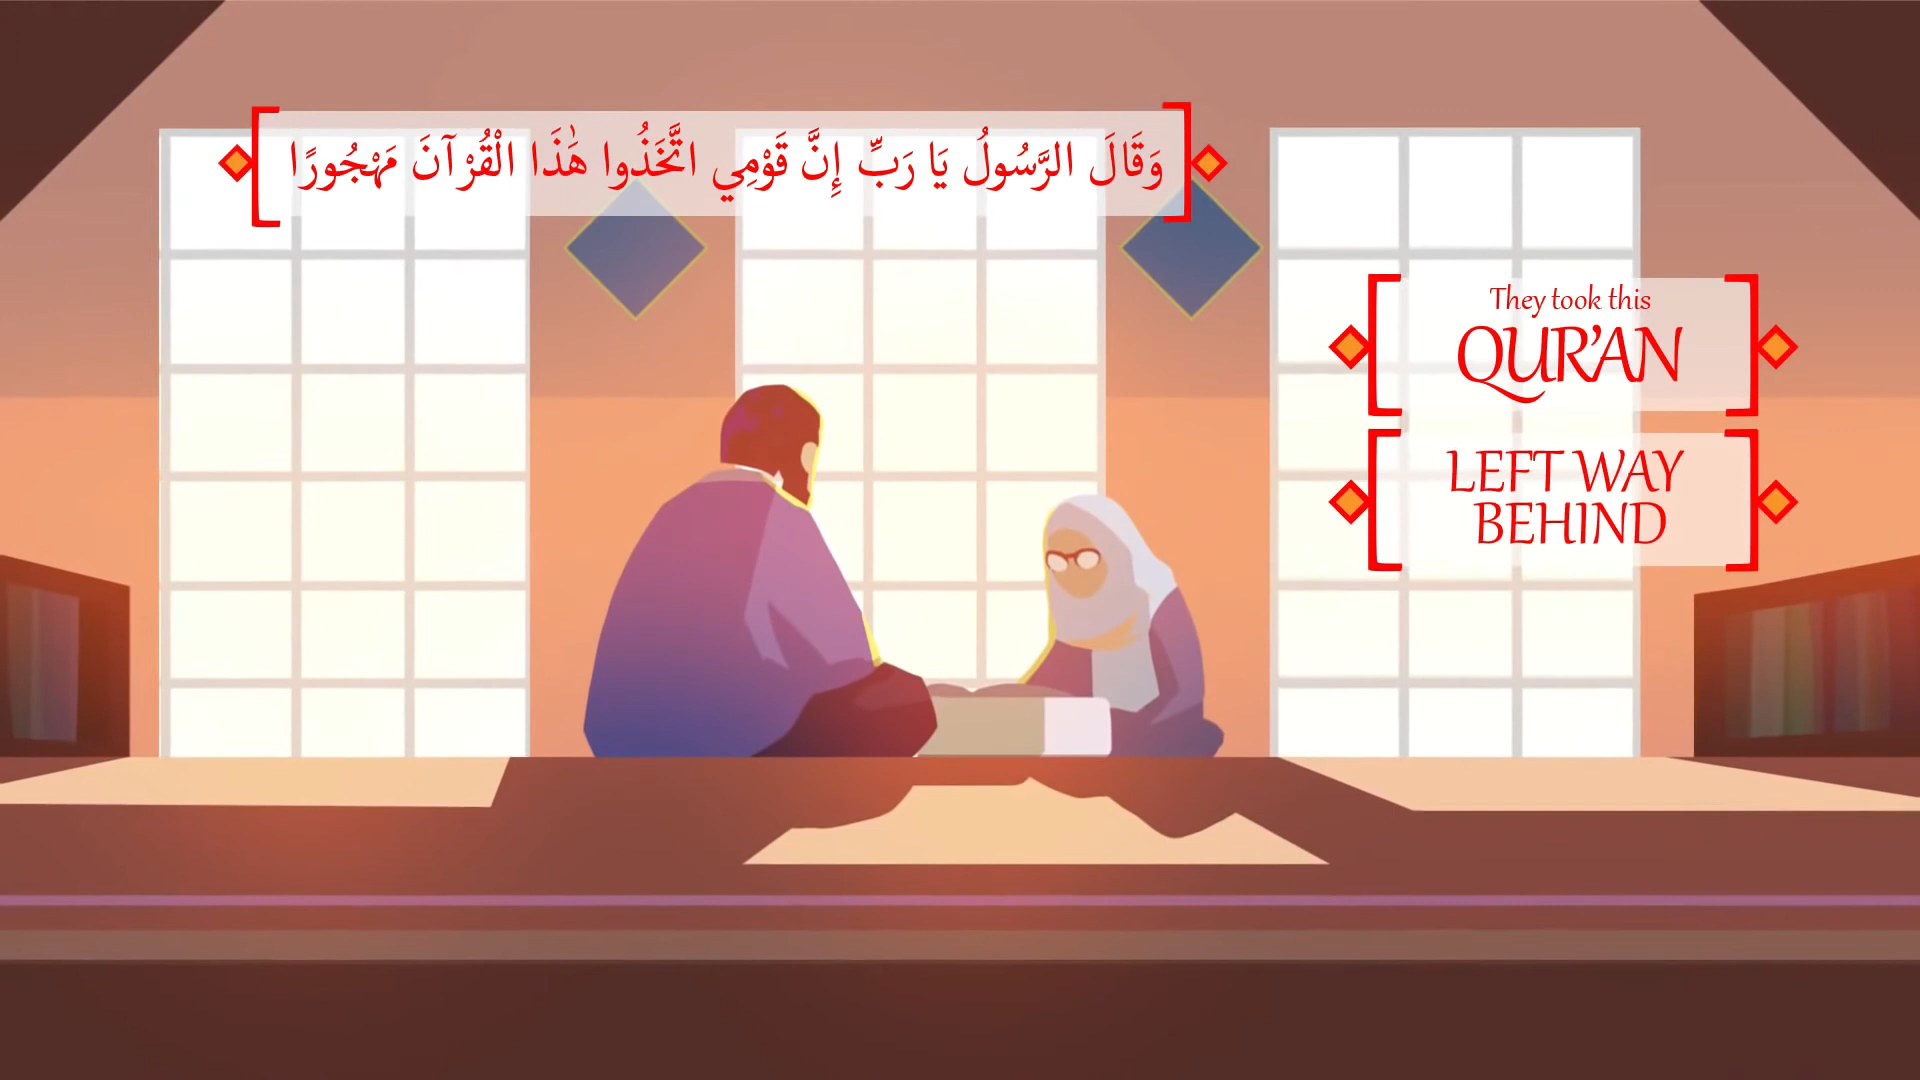 وَقَالَ الرَّسُولُ يَا رَبِّ إِنَّ قَوْمِي اتَّخَذُوا هَٰذَا الْقُرْآنَ مَهْجُورًا
They took this
QUR'AN
LEFT WAY
BEHIND